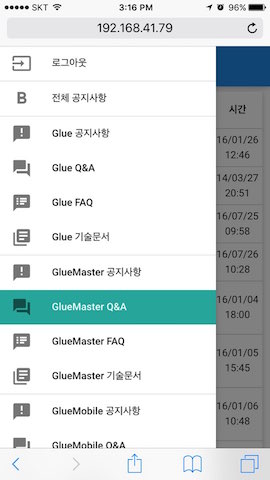 SKT 3:16 PM 96%
192.168.41.79
로그아웃
B 전체 공지사항
Glue 공지사항
Glue Q&A
Glue FAQ
Glue 기술문서
GlueMaster 공지사항
GlueMaster Q&A
GlueMaster FAQ
GlueMaster 기술문서
GlueMobile 공지사항
GlueMobile Q&A
시간
16/01/26
12:46
14/03/27
20:51
16/07/25
09:58
16/07/26
10:28
16/01/04
18:00
16/01/05
15:45
16/01/06
10:48